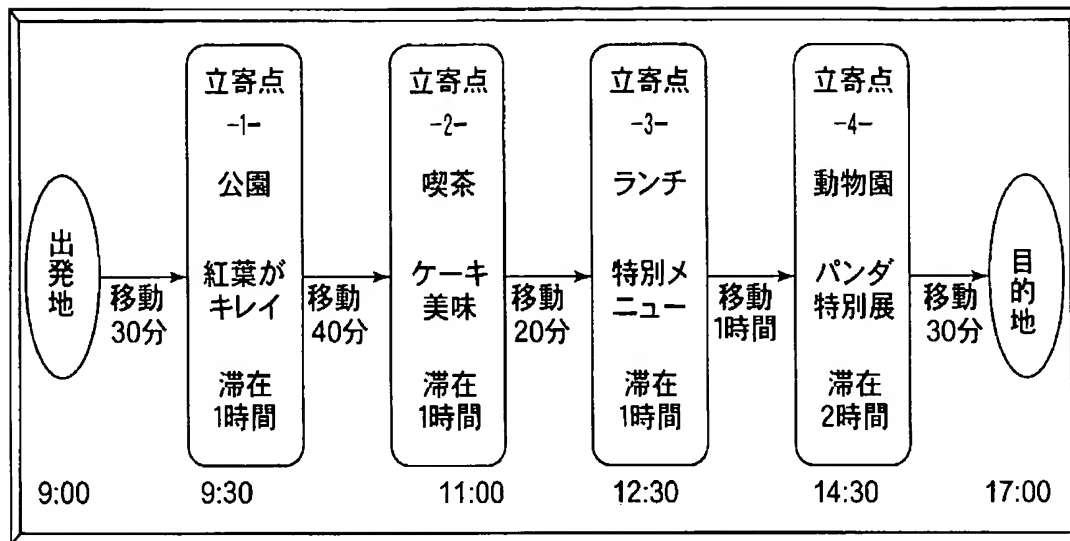 出発地
移動
30分
立寄点
-1-
公園
紅葉が
キレイ
滞在
1時間
移動
40分
立寄点
-2-
喫茶
ケーキ
美味
滞在
1時間
移動
20分
立寄点
-3-
ランチ
特別メ
ニュー
滞在
1時間
移動
1時間
立寄点
-4-
動物園
パンダ
特別展
滞在
2時間
移動
30分
目的地
9:00
9:30
11:00
12:30
14:30
17:00